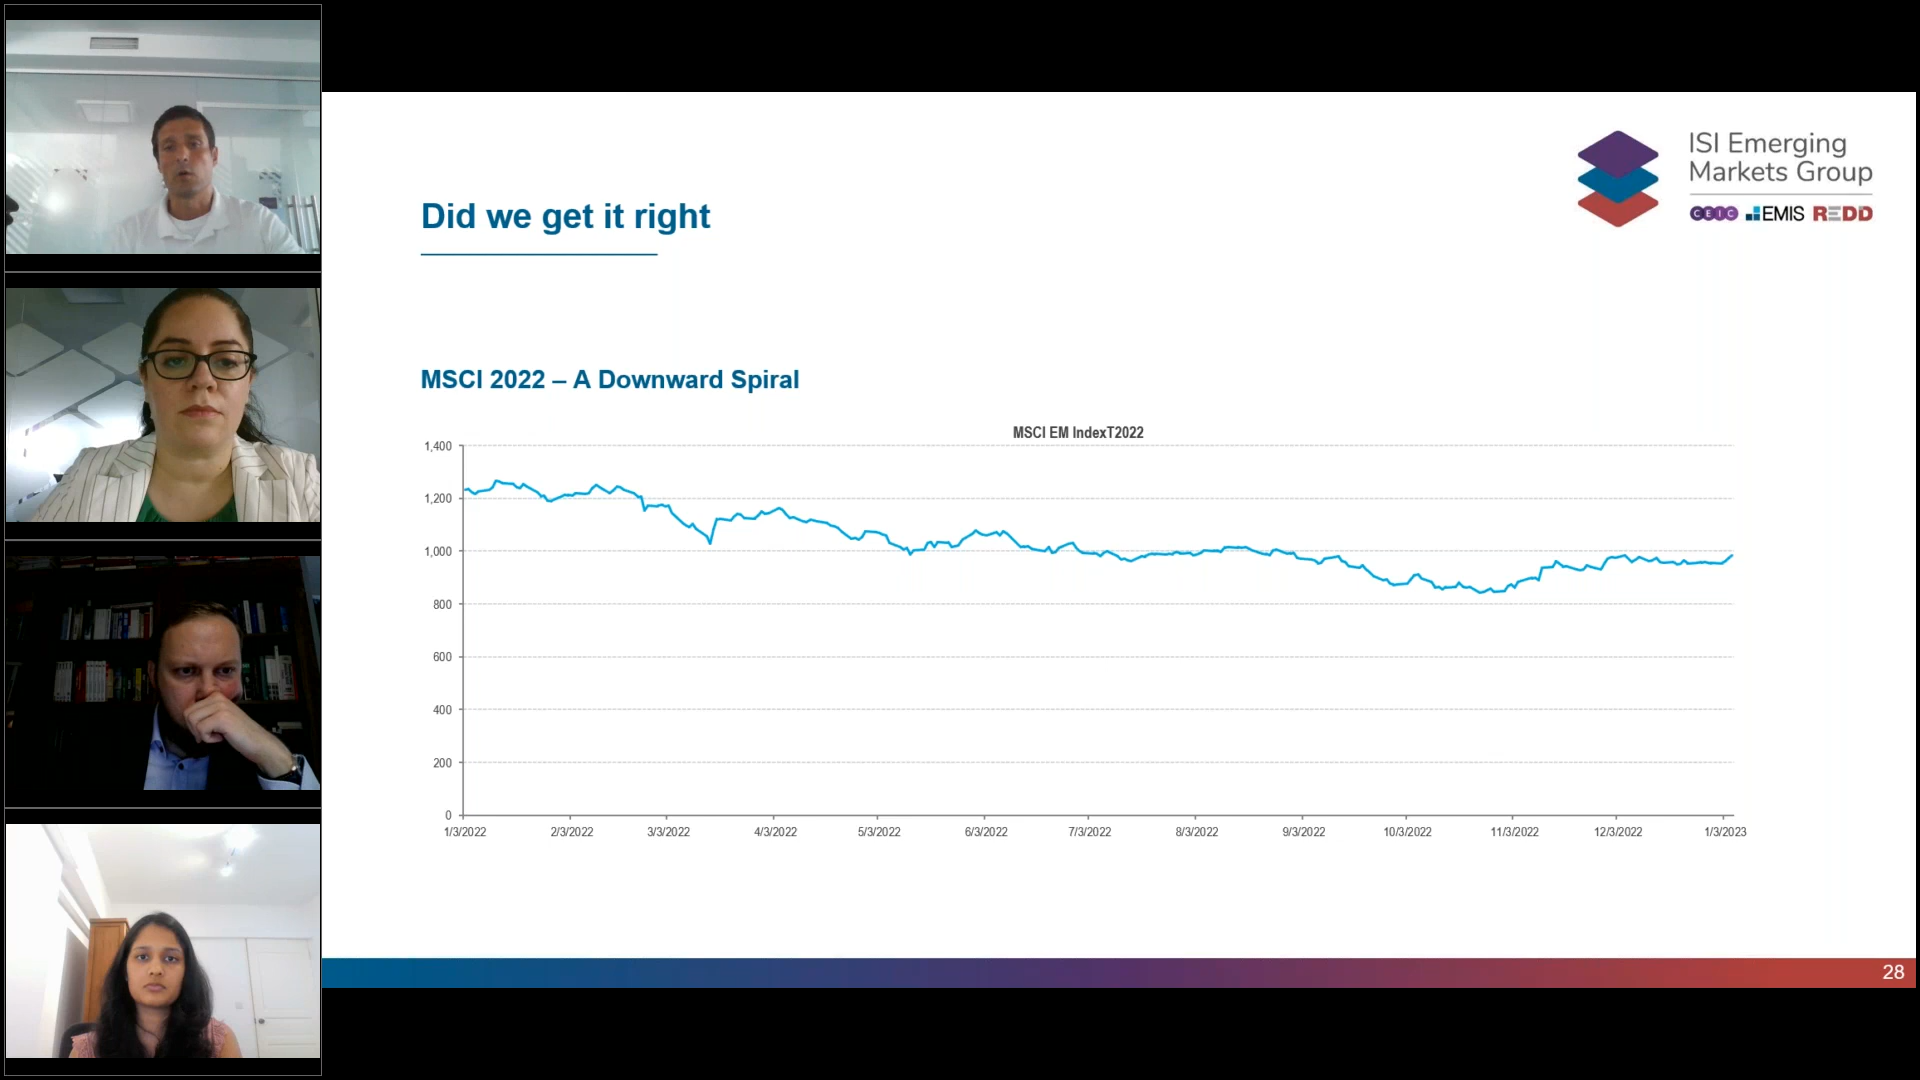 ISI Emerging
Markets Group
CEIC EMIS REDD
Did we get it right
MSCI 2022 – A Downward Spiral
MSCI EM IndexT2022
1,400
1,200
1,000
800
600
400
200
0
1/3/2022 2/3/2022 3/3/2022 4/3/2022 5/3/2022 6/3/2022 7/3/2022 8/3/2022 9/3/2022 10/3/2022 11/3/2022 12/3/2022 1/3/2023
28